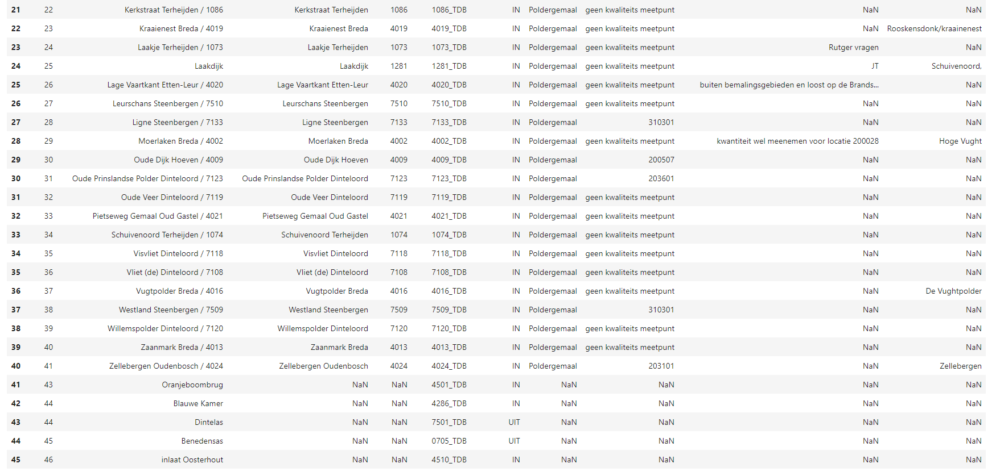 21 22 Kerkstraat Terheijden / 1086 Kerkstraat Terheijden 1086 1086_TDB IN Poldergemaal geen kwaliteits meetpunt NaN NaN
22 23 Kraaienest Breda / 4019 Kraaienest Breda 4019 4019_TDB IN Poldergemaal geen kwaliteits meetpunt NaN Rooskensdonk/kraainenest
23 24 Laakje Terheijden / 1073 Laakje Terheijden 1073 1073_TDB IN Poldergemaal geen kwaliteits meetpunt Rutger vragen NaN
24 25 Laakdijk Laakdijk 1281 1281_TDB IN Poldergemaal geen kwaliteits meetpunt JT Schuivenoord,
25 26 Lage Vaartkant Etten-Leur / 4020 Lage Vaartkant Etten-Leur 4020 4020_TDB IN Poldergemaal geen kwaliteits meetpunt buiten bemalingsgebieden en loost op de Brands... NaN
26 27 Leurschans Steenbergen / 7510 Leurschans Steenbergen 7510 7510_TDB IN Poldergemaal geen kwaliteits meetpunt NaN NaN
27 28 Ligne Steenbergen / 7133 Ligne Steenbergen 7133 7133_TDB IN Poldergemaal 310301 NaN NaN
28 29 Moerlaken Breda / 4002 Moerlaken Breda 4002 4002_TDB IN Poldergemaal geen kwaliteits meetpunt kwantiteit wel meenemen voor locatie 200028 Hoge Vught
29 30 Oude Dijk Hoeven / 4009 Oude Dijk Hoeven 4009 4009_TDB IN Poldergemaal 200507 NaN NaN
30 31 Oude Prinslandse Polder Dinteloord / 7123 Oude Prinslandse Polder Dinteloord 7123 7123_TDB IN Poldergemaal 203601 NaN NaN
31 32 Oude Veer Dinteloord / 7119 Oude Veer Dinteloord 7119 7119_TDB IN Poldergemaal geen kwaliteits meetpunt NaN NaN
32 33 Pietseweg Gemaal Oud Gastel / 4021 Pietseweg Gemaal Oud Gastel 4021 4021_TDB IN Poldergemaal geen kwaliteits meetpunt NaN NaN
33 34 Schuivenoord Terheijden / 1074 Schuivenoord Terheijden 1074 1074_TDB IN Poldergemaal geen kwaliteits meetpunt NaN NaN
34 35 Visvliet Dinteloord / 7118 Visvliet Dinteloord 7118 7118_TDB IN Poldergemaal geen kwaliteits meetpunt NaN NaN
35 36 Vliet (de) Dinteloord / 7108 Vliet (de) Dinteloord 7108 7108_TDB IN Poldergemaal geen kwaliteits meetpunt NaN NaN
36 37 Vugtpolder Breda / 4016 Vugtpolder Breda 4016 4016_TDB IN Poldergemaal geen kwaliteits meetpunt NaN De Vughtpolder
37 38 Westland Steenbergen / 7509 Westland Steenbergen 7509 7509_TDB IN Poldergemaal 310301 NaN NaN
38 39 Willemspolder Dinteloord / 7120 Willemspolder Dinteloord 7120 7120_TDB IN Poldergemaal geen kwaliteits meetpunt NaN NaN
39 40 Zaanmark Breda / 4013 Zaanmark Breda 4013 4013_TDB IN Poldergemaal geen kwaliteits meetpunt NaN NaN
40 41 Zellebergen Oudenbosch / 4024 Zellebergen Oudenbosch 4024 4024_TDB IN Poldergemaal 203101 NaN Zellebergen
41 43 Oranjeboombrug NaN NaN 4501_TDB IN NaN NaN NaN NaN
42 44 Blauwe Kamer NaN NaN 4286_TDB IN NaN NaN NaN NaN
43 44 Dintelas NaN NaN 7501_TDB UIT NaN NaN NaN NaN
44 45 Benedensas NaN NaN 0705_TDB UIT NaN NaN NaN NaN
45 46 inlaat Oosterhout NaN NaN 4510_TDB IN NaN NaN NaN NaN